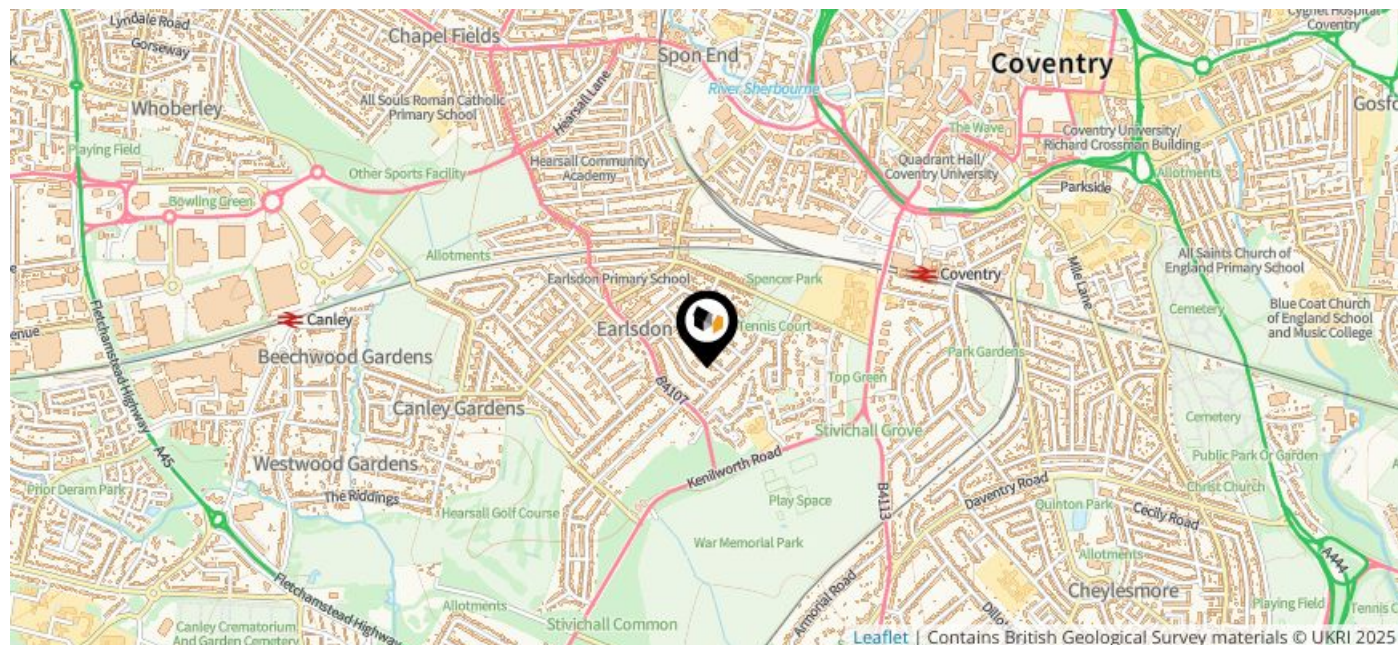 Lyndale Road
Gorseway
Chapel Fields
Spon End
Coventry
Cygnet Hospital
Coventry
Whoberley
All Souls Roman Catholic
Primary School
Hearsall Lane
River Sherbourne
The Wave
Coventry University/
Richard Crossman Building
Playing Field
Other Sports Facility
Hearsall Community
Academy
Quadrant Hall/
Coventry University
Parkside
Allotments
Bowling Green
Allotments
Earlsdon Primary School
Spencer Park
Coventry
Mile Lane
All Saints Church of
England Primary School
Cemetery
Blue Coat Church
of England School
and Music College
Canley
Earlsdon
Tennis Court
Beechwood Gardens
Park Gardens
Fletchamstead Highway
A45
B4107
Top Green
Canley Gardens
Stivichall Grove
Cemetery
Westwood Gardens
Kenilworth Road
Public Park Or Garden
Prior Deram Park
The Riddings
Play Space
B4113
Daventry Road
Christ Church
Hearsall Golf Course
Quinton Park
Cecily Road
War Memorial Park
Allotments
A444
Fletchamstead Highway
Armorial Road
Cheylesmore
Allotments
Stivichall Common
Playing Field
Canley Crematorium
And Garden Cemetery
Leaflet | Contains British Geological Survey materials © UKRI 2025